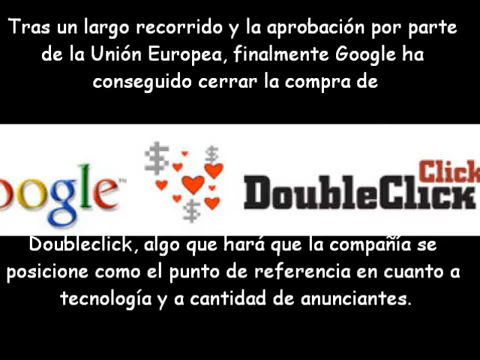 Tras un largo recorrido y la aprobación por parte
de la Unión Europea, finalmente Google ha
conseguido cerrar la compra de
oogle™
$ $ $
Click
DoubleClick
Doubleclick, algo que hará que la compañía se
posicione como el punto de referencia en cuanto a
tecnología y a cantidad de anunciantes.